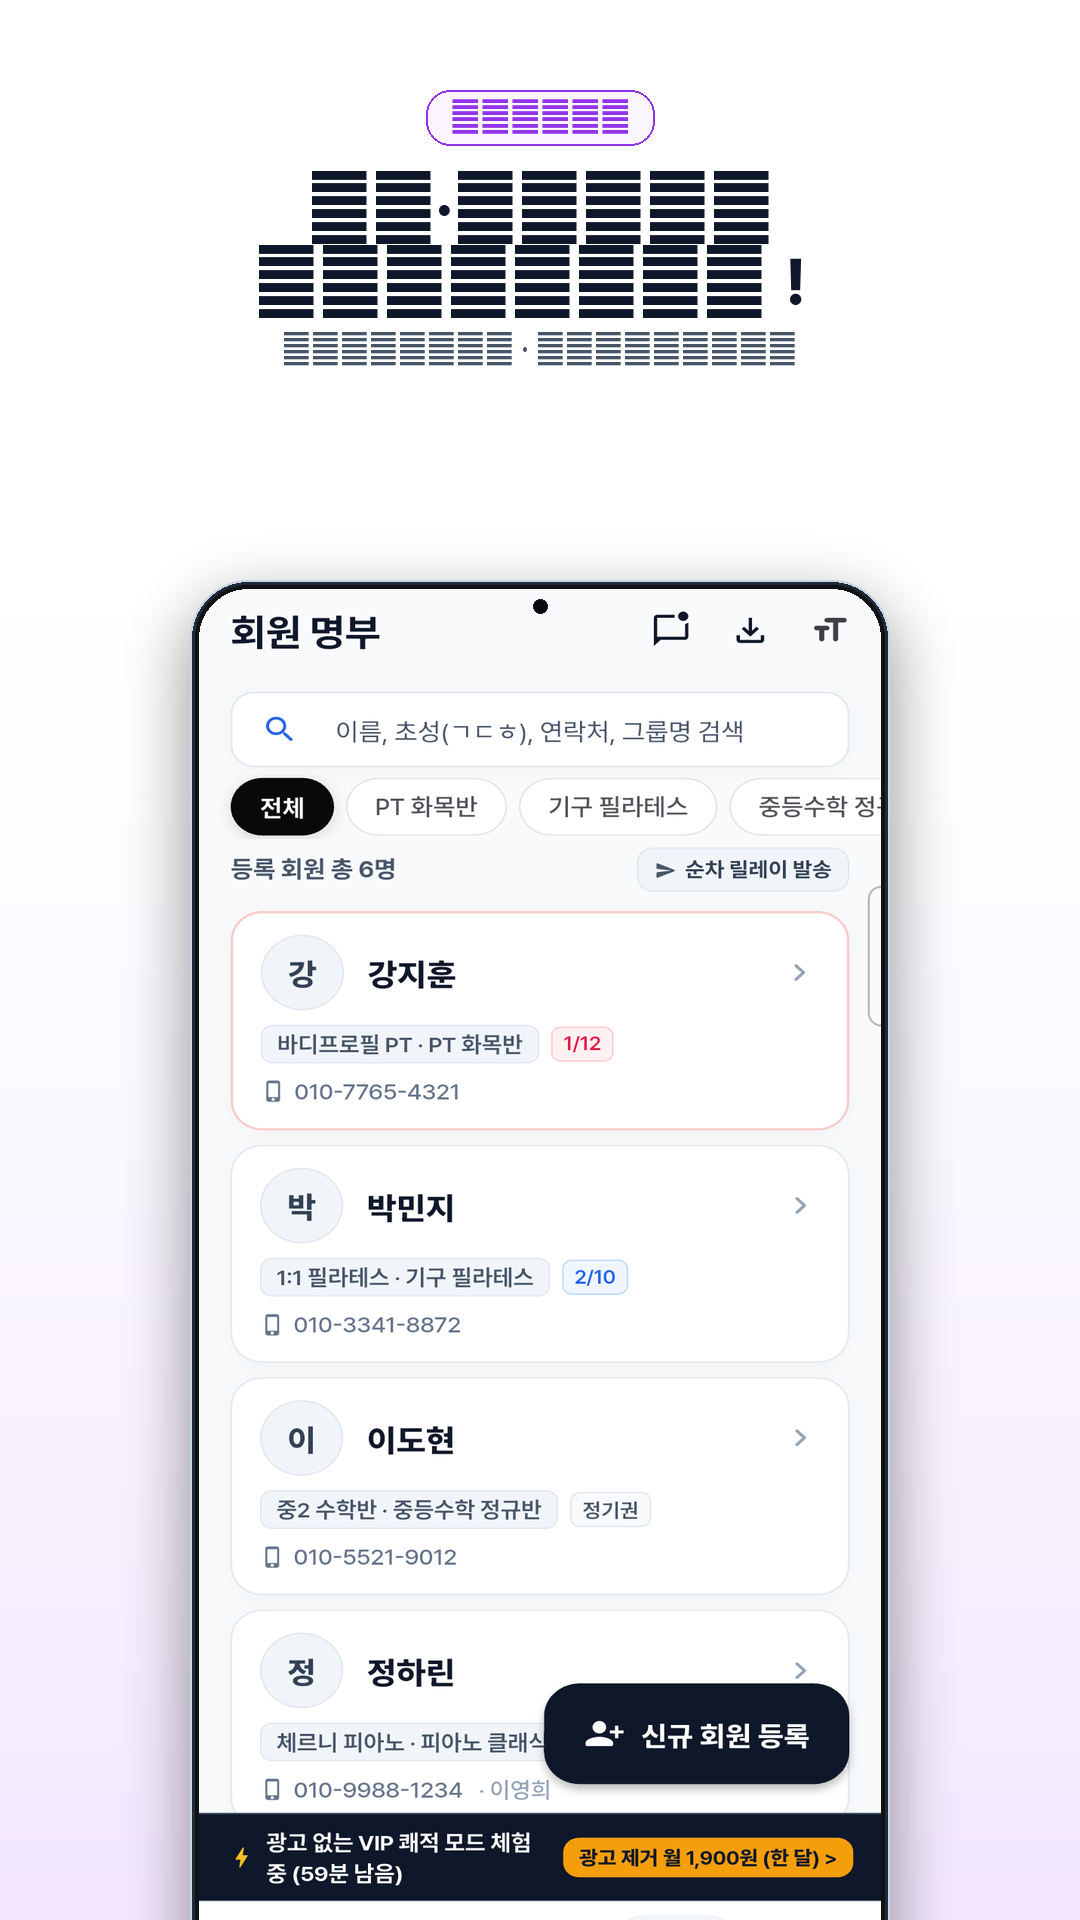 회원 명부
이름, 초성(ㄱㄷㅎ), 연락처, 그룹명 검색
전체
PT 화목반
기구 필라테스
중등수학
등록 회원 총 6명
순차 릴레이 발송
강
강지훈
바디프로필 PT · PT 화목반
1/12
010-7765-4321
박
박민지
1:1 필라테스 · 기구 필라테스
2/10
010-3341-8872
이
이도현
중2 수학반 · 중등수학 정규반
정기권
010-5521-9012
정
정하린
체르니 피아노 · 피아노 클래식
010-9988-1234 · 이영희
신규 회원 등록
광고 없는 VIP 쾌적 모드 체험
중 (59분 남음)
광고 제거 월 1,900원 (한 달) >